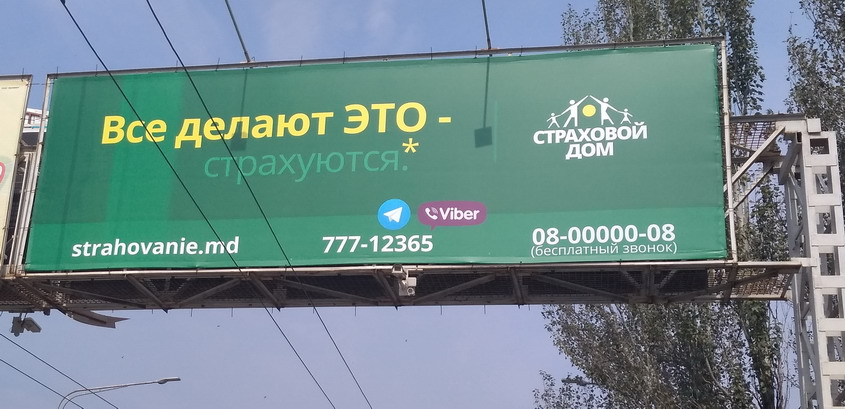 Все делают ЭТО -
страхуются.*
СТРАХОВОЙ
ДОМ
Viber
strahovanie.md
777-12365
08-00000-08
(бесплатный звонок)